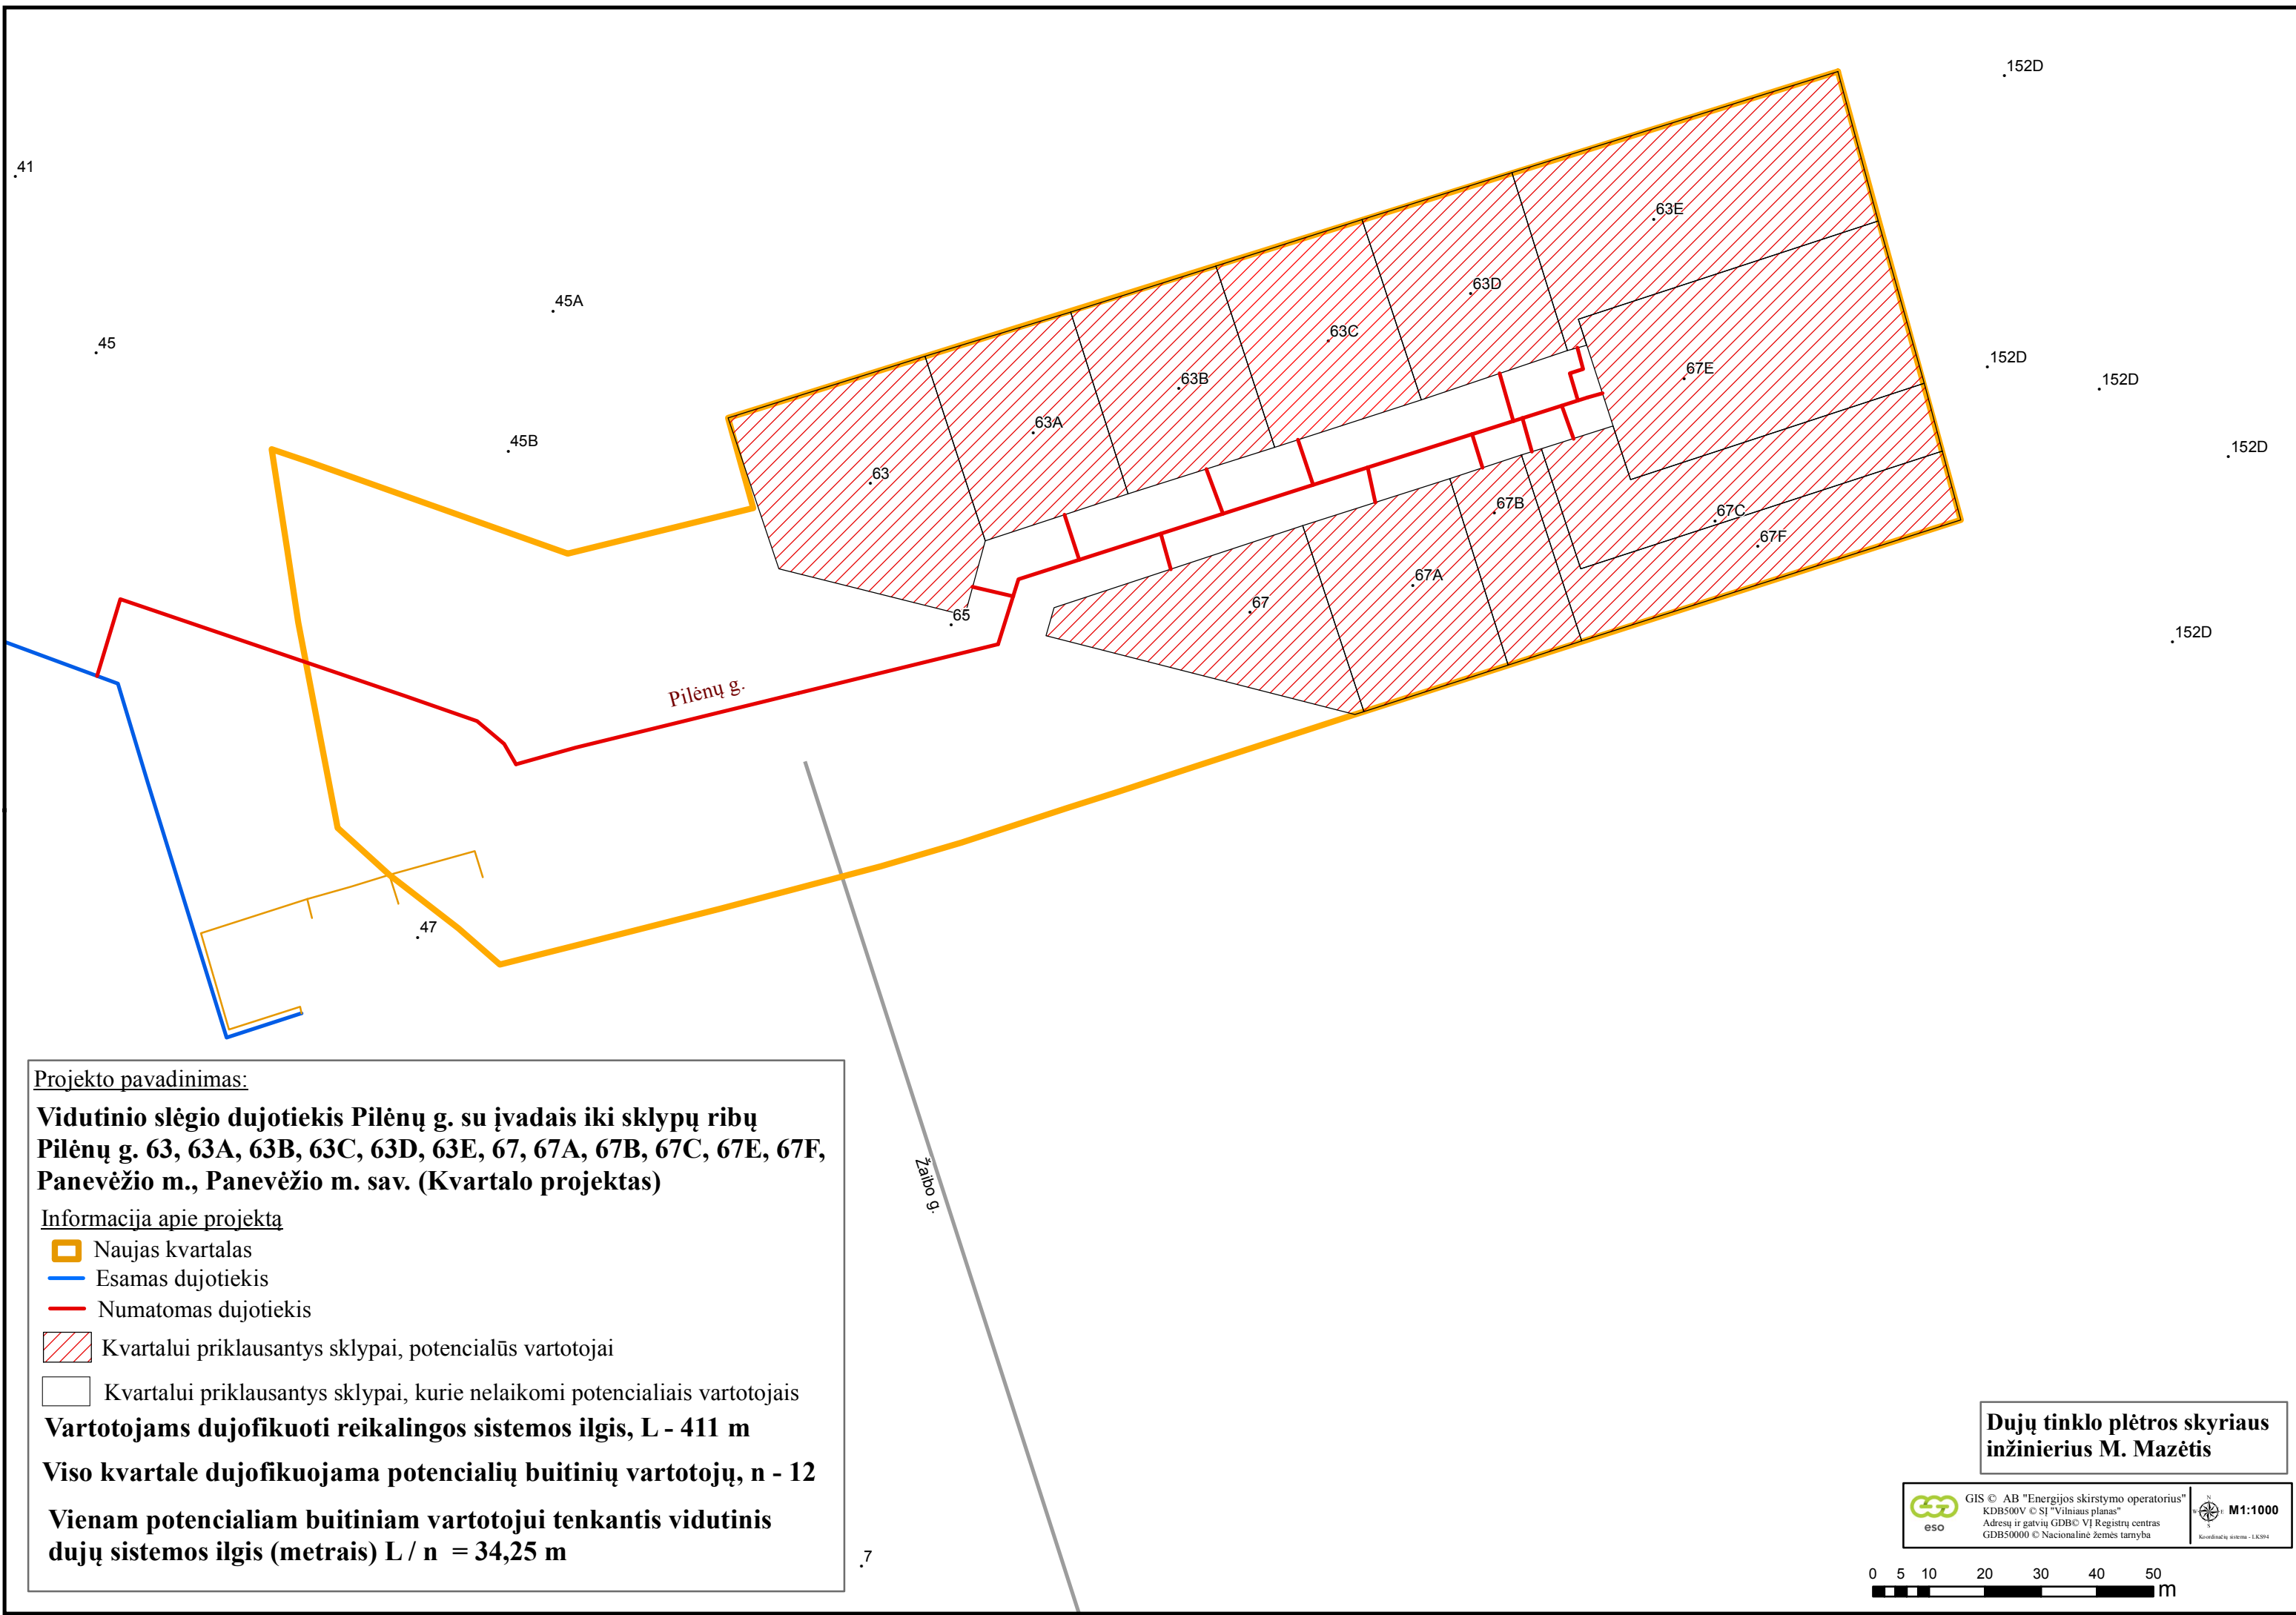 152D
41
63E
45A
63D
63C
45
152D
67E
152D
63B
63A
45B
152D
63
67B
67C
67F
67A
67
65
152D
Pilėnų g.
47
Projekto pavadinimas:
Vidutinio slėgio dujotiekis Pilėnų g. su įvadais iki sklypų ribų
Pilėnų g. 63, 63A, 63B, 63C, 63D, 63E, 67, 67A, 67B, 67C, 67E, 67F,
Panevėžio m., Panevėžio m. sav. (Kvartalo projektas)
Informacija apie projektą
Naujas kvartalas
Esamas dujotiekis
Numatomas dujotiekis
Kvartalui priklausantys sklypai, potencialūs vartotojai
Kvartalui priklausantys sklypai, kurie nelaikomi potencialiais vartotojais
Vartotojams dujofikuoti reikalingos sistemos ilgis, L - 411 m
Viso kvartale dujofikuojama potencialių buitinių vartotojų, n - 12
Vienam potencialiam buitiniam vartotojui tenkantis vidutinis
dujų sistemos ilgis (metrais) L / n = 34,25 m
Žaibo g.
7
Dujų tinklo plėtros skyriaus
inžinierius M. Mazėtis
eso
GIS © AB "Energijos skirstymo operatorius"
KDB500V © SĮ "Vilniaus planas"
Adresų ir gatvių GDB© VĮ Registrų centras
GDB50000 © Nacionalinė žemės tarnyba
N
W E
S
M1:1000
Koordinačių sistema - LKS94
0 5 10 20 30 40 50
m